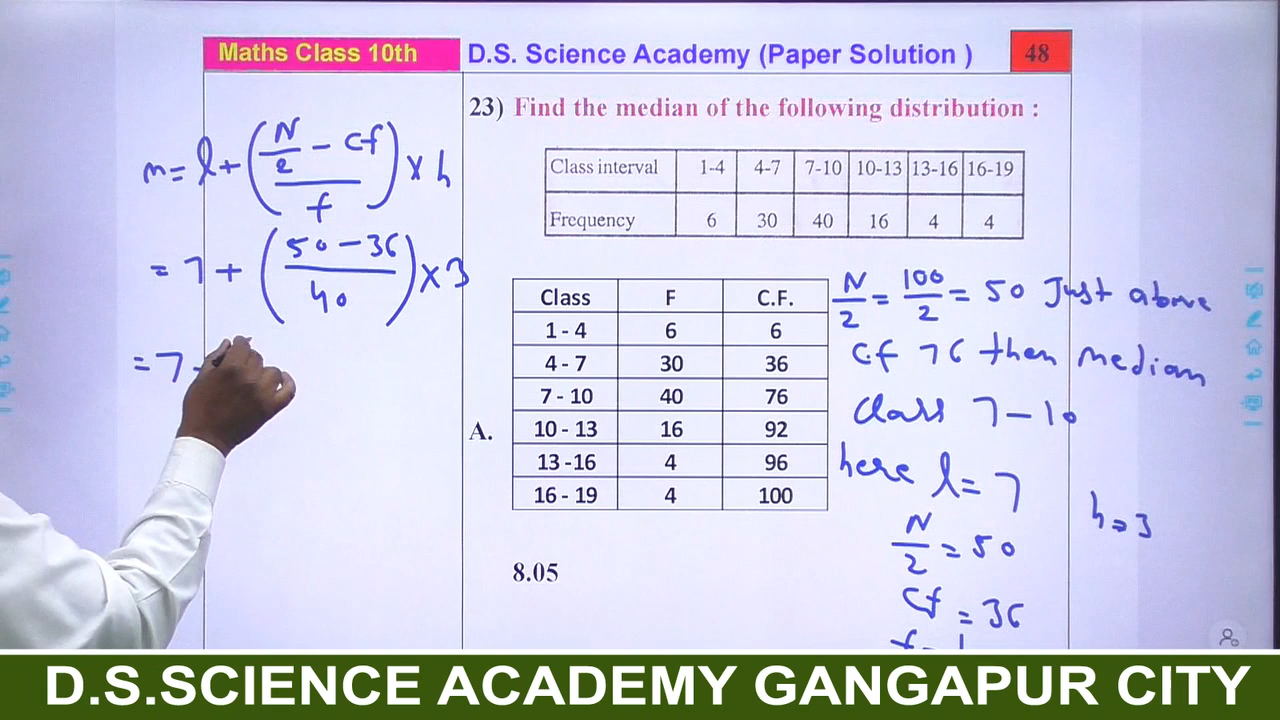 Maths Class 10th
D.S. Science Academy (Paper Solution )
48
23) Find the median of the following distribution :
Class interval 1-4 4-7 7-10 10-13 13-16 16-19
Frequency 6 30 40 16 4 4
m = l + ( (N/2 - Cf) / f ) × h
= 7 + ( (50 - 36) / 40 ) × 3
= 7
A.
Class F C.F.
1 - 4 6 6
4 - 7 30 36
7 - 10 40 76
10 - 13 16 92
13 -16 4 96
16 - 19 4 100
8.05
N/2 = 100/2 = 50 Just above
Cf 76 then median
Class 7 - 10
here l = 7
h = 3
N/2 = 50
Cf = 36
D.S.SCIENCE ACADEMY GANGAPUR CITY